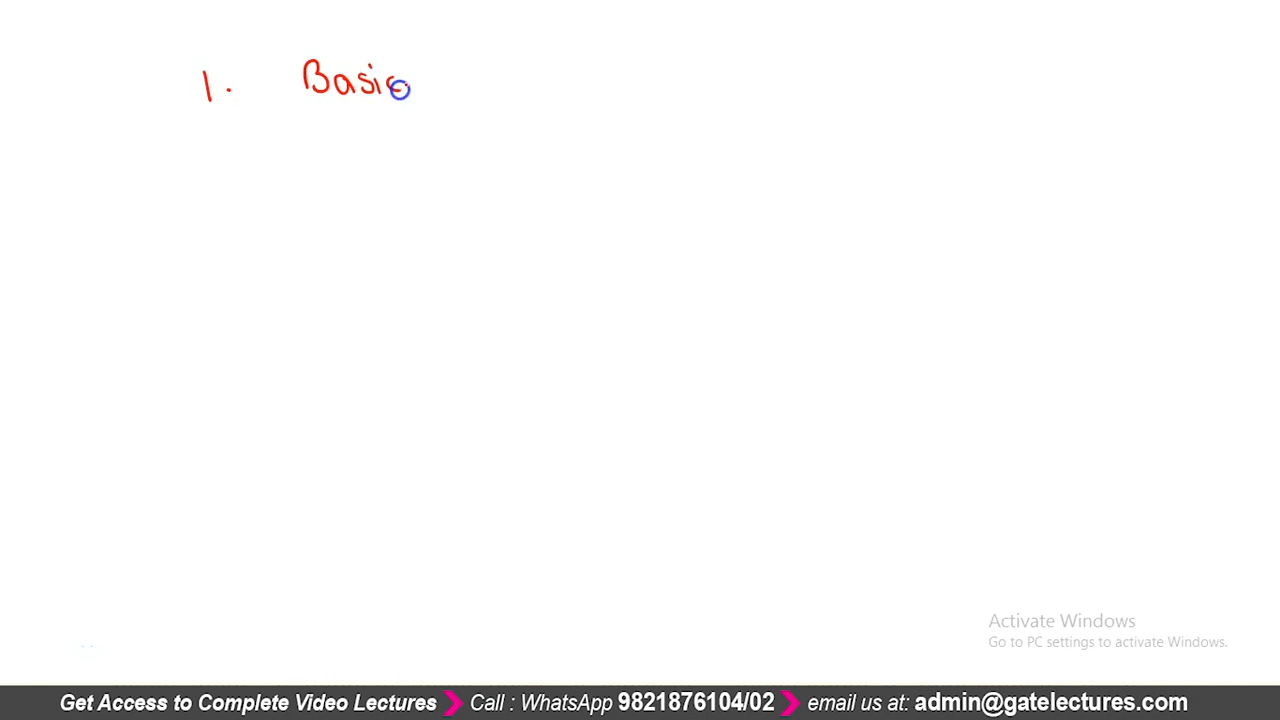 1. Basic
Activate Windows
Go to PC settings to activate Windows.
Get Access to Complete Video Lectures Call : WhatsApp 9821876104/02 email us at: admin@gatelectures.com